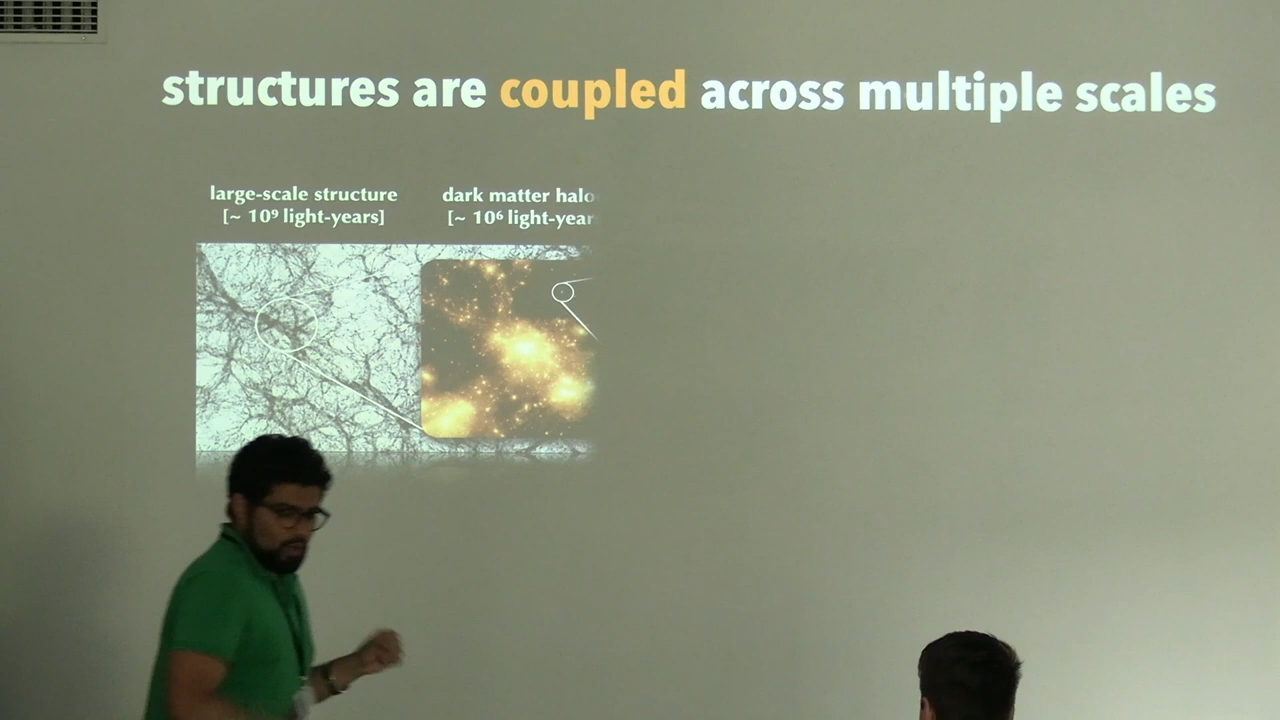 structures are coupled across multiple scales
large-scale structure
[~ 10⁹ light-years]
dark matter halo
[~ 10⁶ light-year